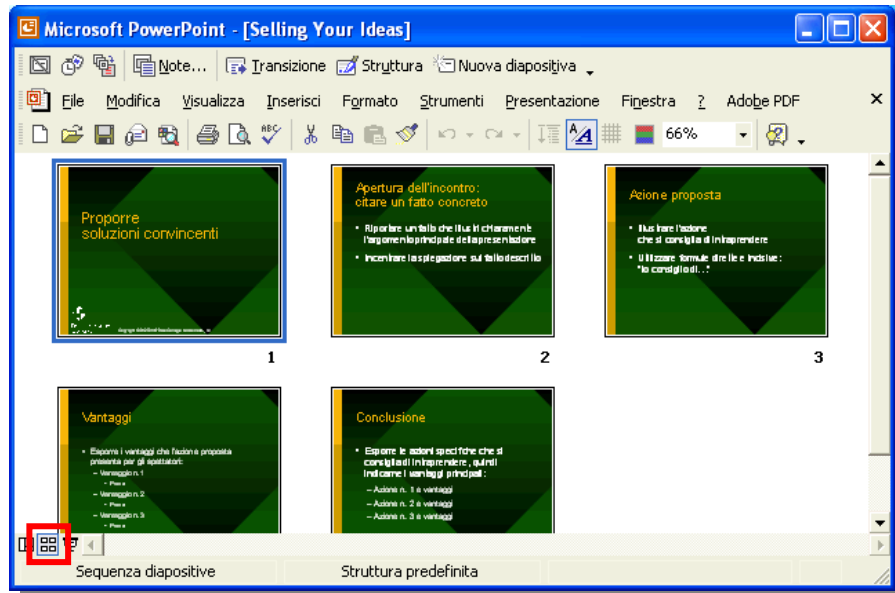 Microsoft PowerPoint - [Selling Your Ideas]
Note... Transizione Struttura Nuova diapositiva
File Modifica Visualizza Inserisci Formato Strumenti Presentazione Finestra ? Adobe PDF
ABC A 66%
Proporre
soluzioni convincenti
1
Apertura dell'incontro:
citare un fatto concreto
• Riportare un fatto che illustri chiaramente
l'argomento principale della presentazione
• Incentrare la spiegazione sul fatto descritto
2
Azione proposta
• Illustrare l'azione
che si consiglia di intraprendere
• Utilizzare formule dirette e incisive:
"Io consiglio di..."
3
Vantaggi
• Esporre i vantaggi che l'azione proposta
presenta per gli spettatori:
– Vantaggio n. 1
– Vantaggio n. 2
– Vantaggio n. 3
Conclusione
• Esporre le azioni specifiche che si
consiglia di intraprendere, quindi
indicarne i vantaggi principali:
– Azione n. 1 e vantaggi
– Azione n. 2 e vantaggi
– Azione n. 3 e vantaggi
Sequenza diapositive Struttura predefinita